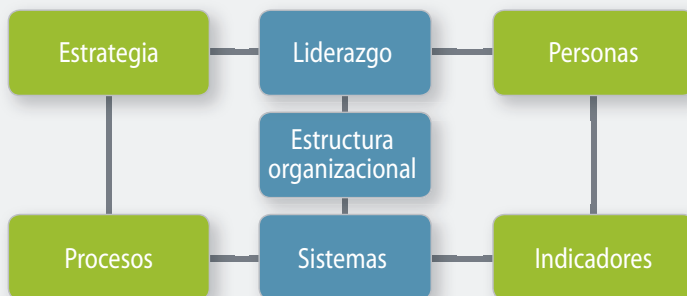 Estrategia
Liderazgo
Personas
Estructura
organizacional
Procesos
Sistemas
Indicadores